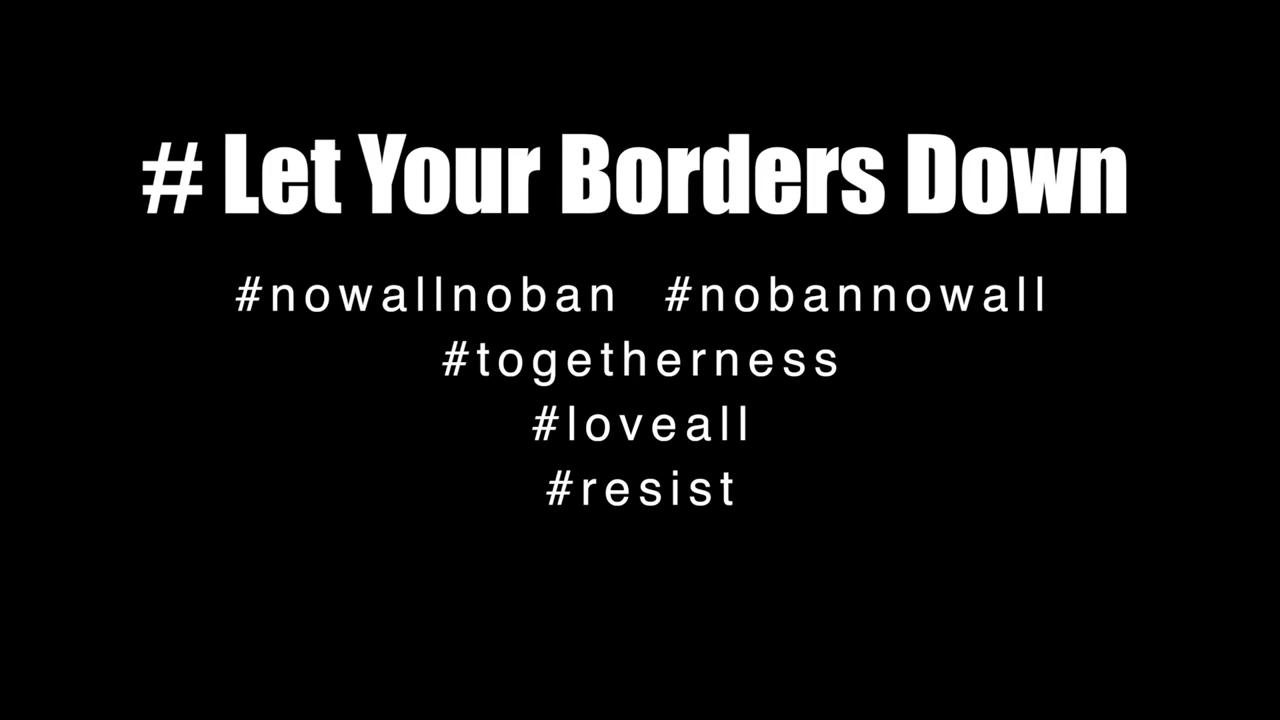 # Let Your Borders Down
#nowallnoban #nobannowall
#togetherness
#loveall
#resist